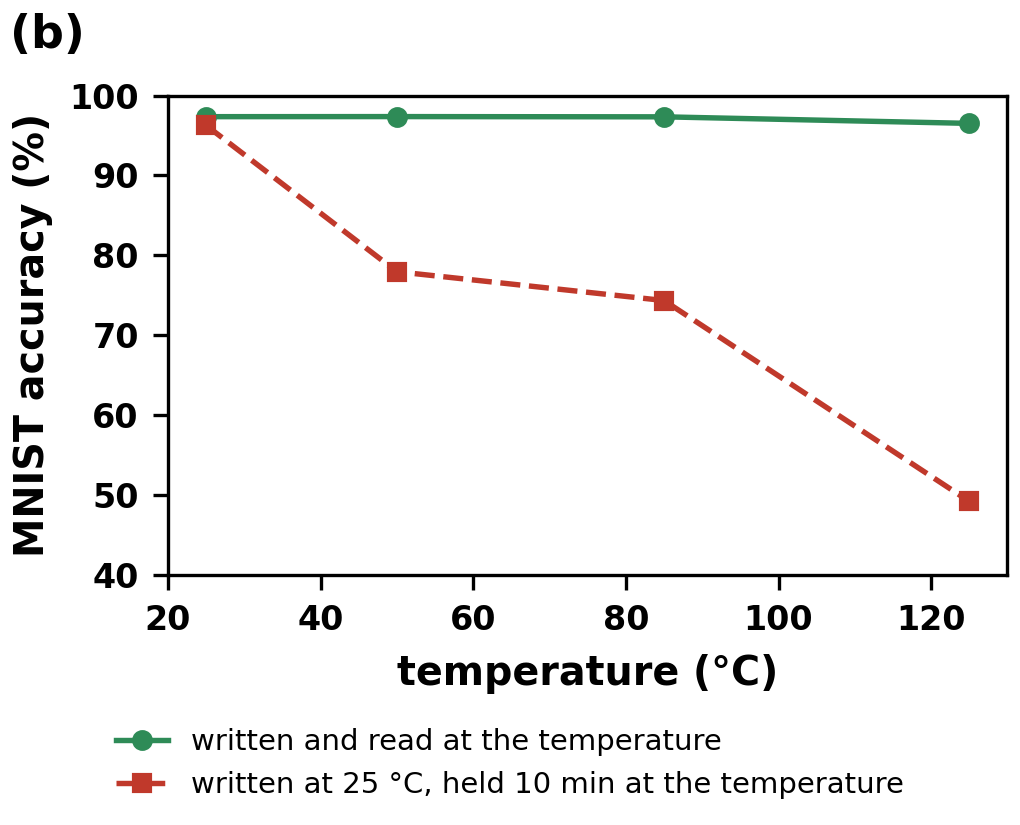 (b)
MNIST accuracy (%)
100
90
80
70
60
50
40
20 40 60 80 100 120
temperature (°C)
written and read at the temperature
written at 25 °C, held 10 min at the temperature